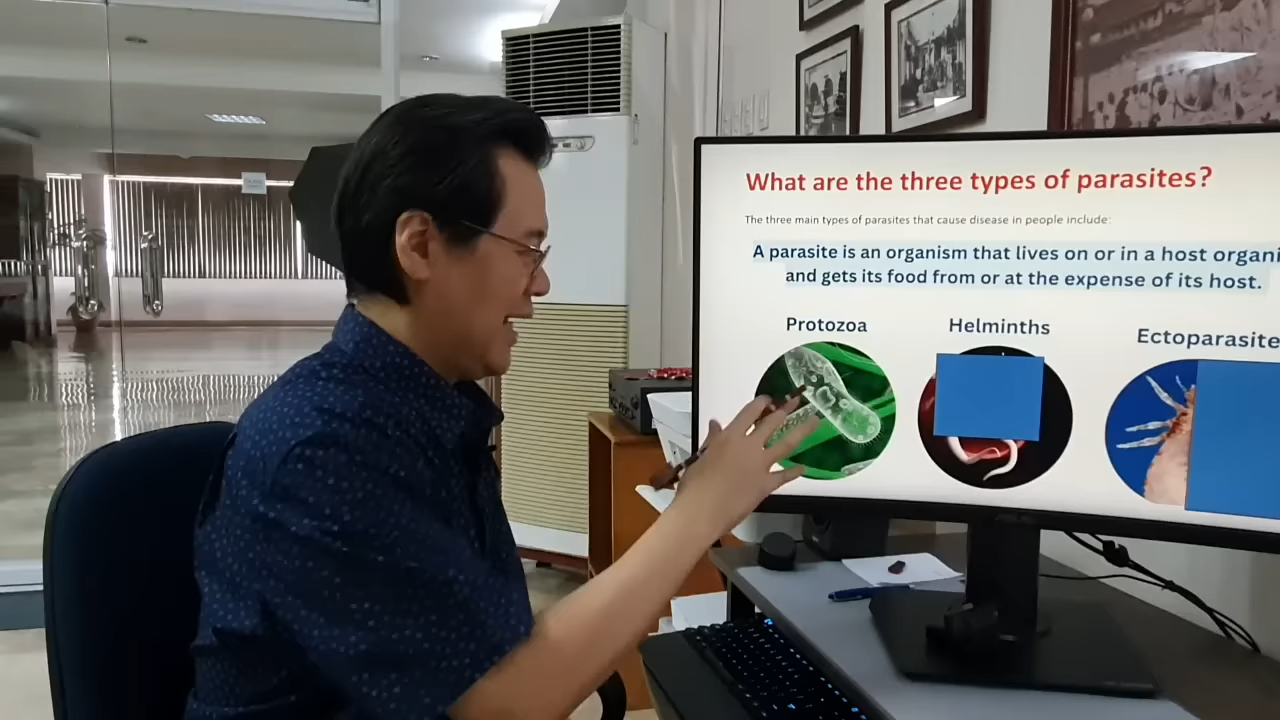 What are the three types of parasites?
The three main types of parasites that cause disease in people include:
A parasite is an organism that lives on or in a host organi
and gets its food from or at the expense of its host.
Protozoa
Helminths
Ectoparasite